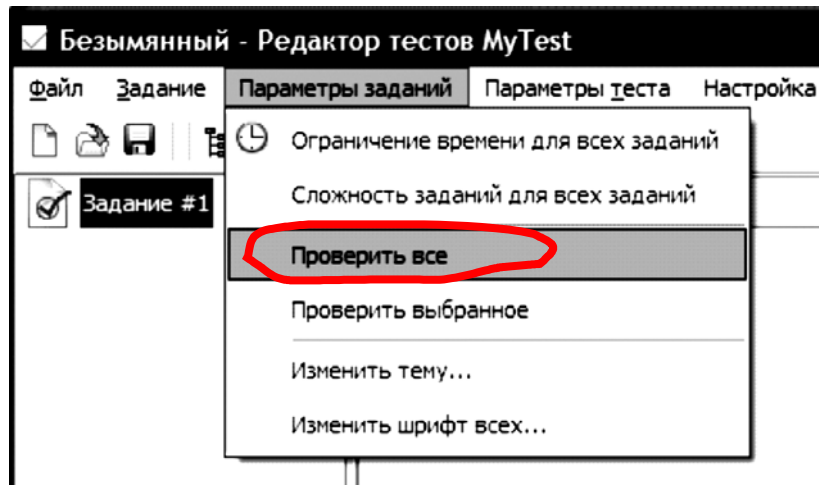 Безымянный - Редактор тестов MyTest
Файл Задание Параметры заданий Параметры теста Настройка
Ограничение времени для всех заданий
Сложность заданий для всех заданий
Задание #1
Проверить все
Проверить выбранное
Изменить тему...
Изменить шрифт всех...